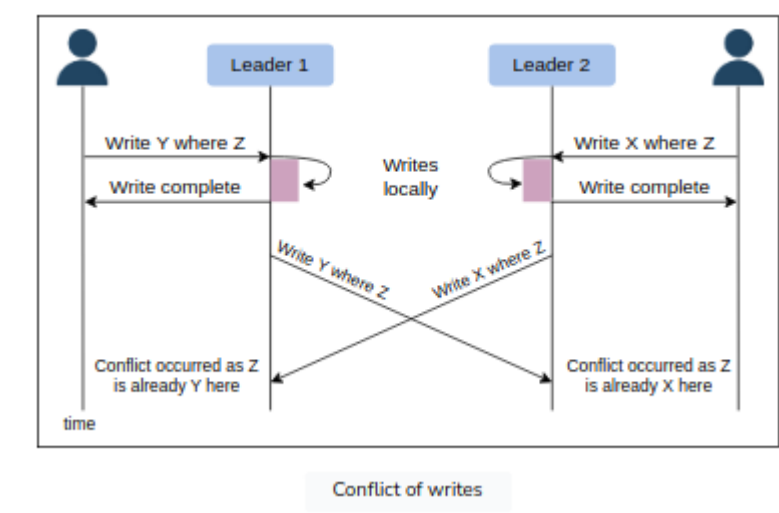 Leader 1
Leader 2
Write Y where Z
Write X where Z
Writes
locally
Write complete
Write complete
Write Y where Z
Write X where Z
Conflict occurred as Z
is already Y here
Conflict occurred as Z
is already X here
time
Conflict of writes